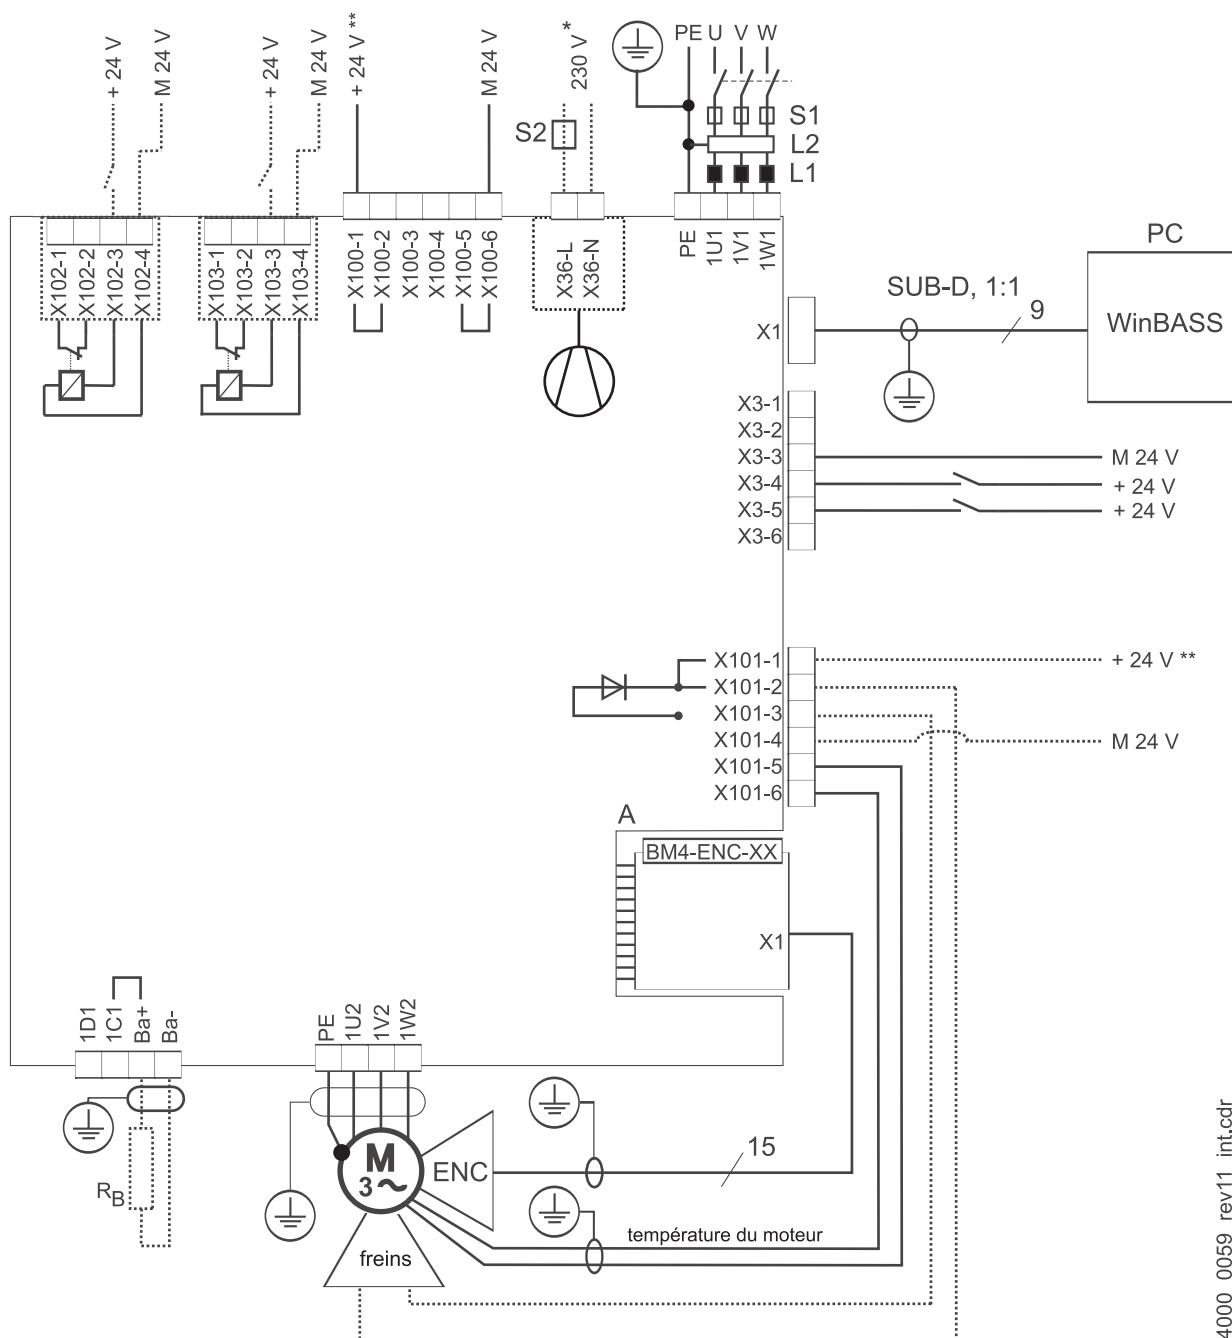 + 24 V
M 24 V
+ 24 V
M 24 V
+ 24 V **
M 24 V
230 V *
S2
PE U V W
S1
L2
L1
X102-1
X102-2
X102-3
X102-4
X103-1
X103-2
X103-3
X103-4
X100-1
X100-2
X100-3
X100-4
X100-5
X100-6
X36-L
X36-N
PE
1U1
1V1
1W1
PC
SUB-D, 1:1
9
X1
WinBASS
X3-1
X3-2
X3-3
M 24 V
X3-4
+ 24 V
X3-5
+ 24 V
X3-6
X101-1
+ 24 V **
X101-2
X101-3
X101-4
M 24 V
X101-5
X101-6
A
BM4-ENC-XX
X1
1D1
1C1
Ba+
Ba-
PE
1U2
1V2
1W2
RB
M
3~
ENC
15
température du moteur
freins
4000_0059_rev11_int.cdr